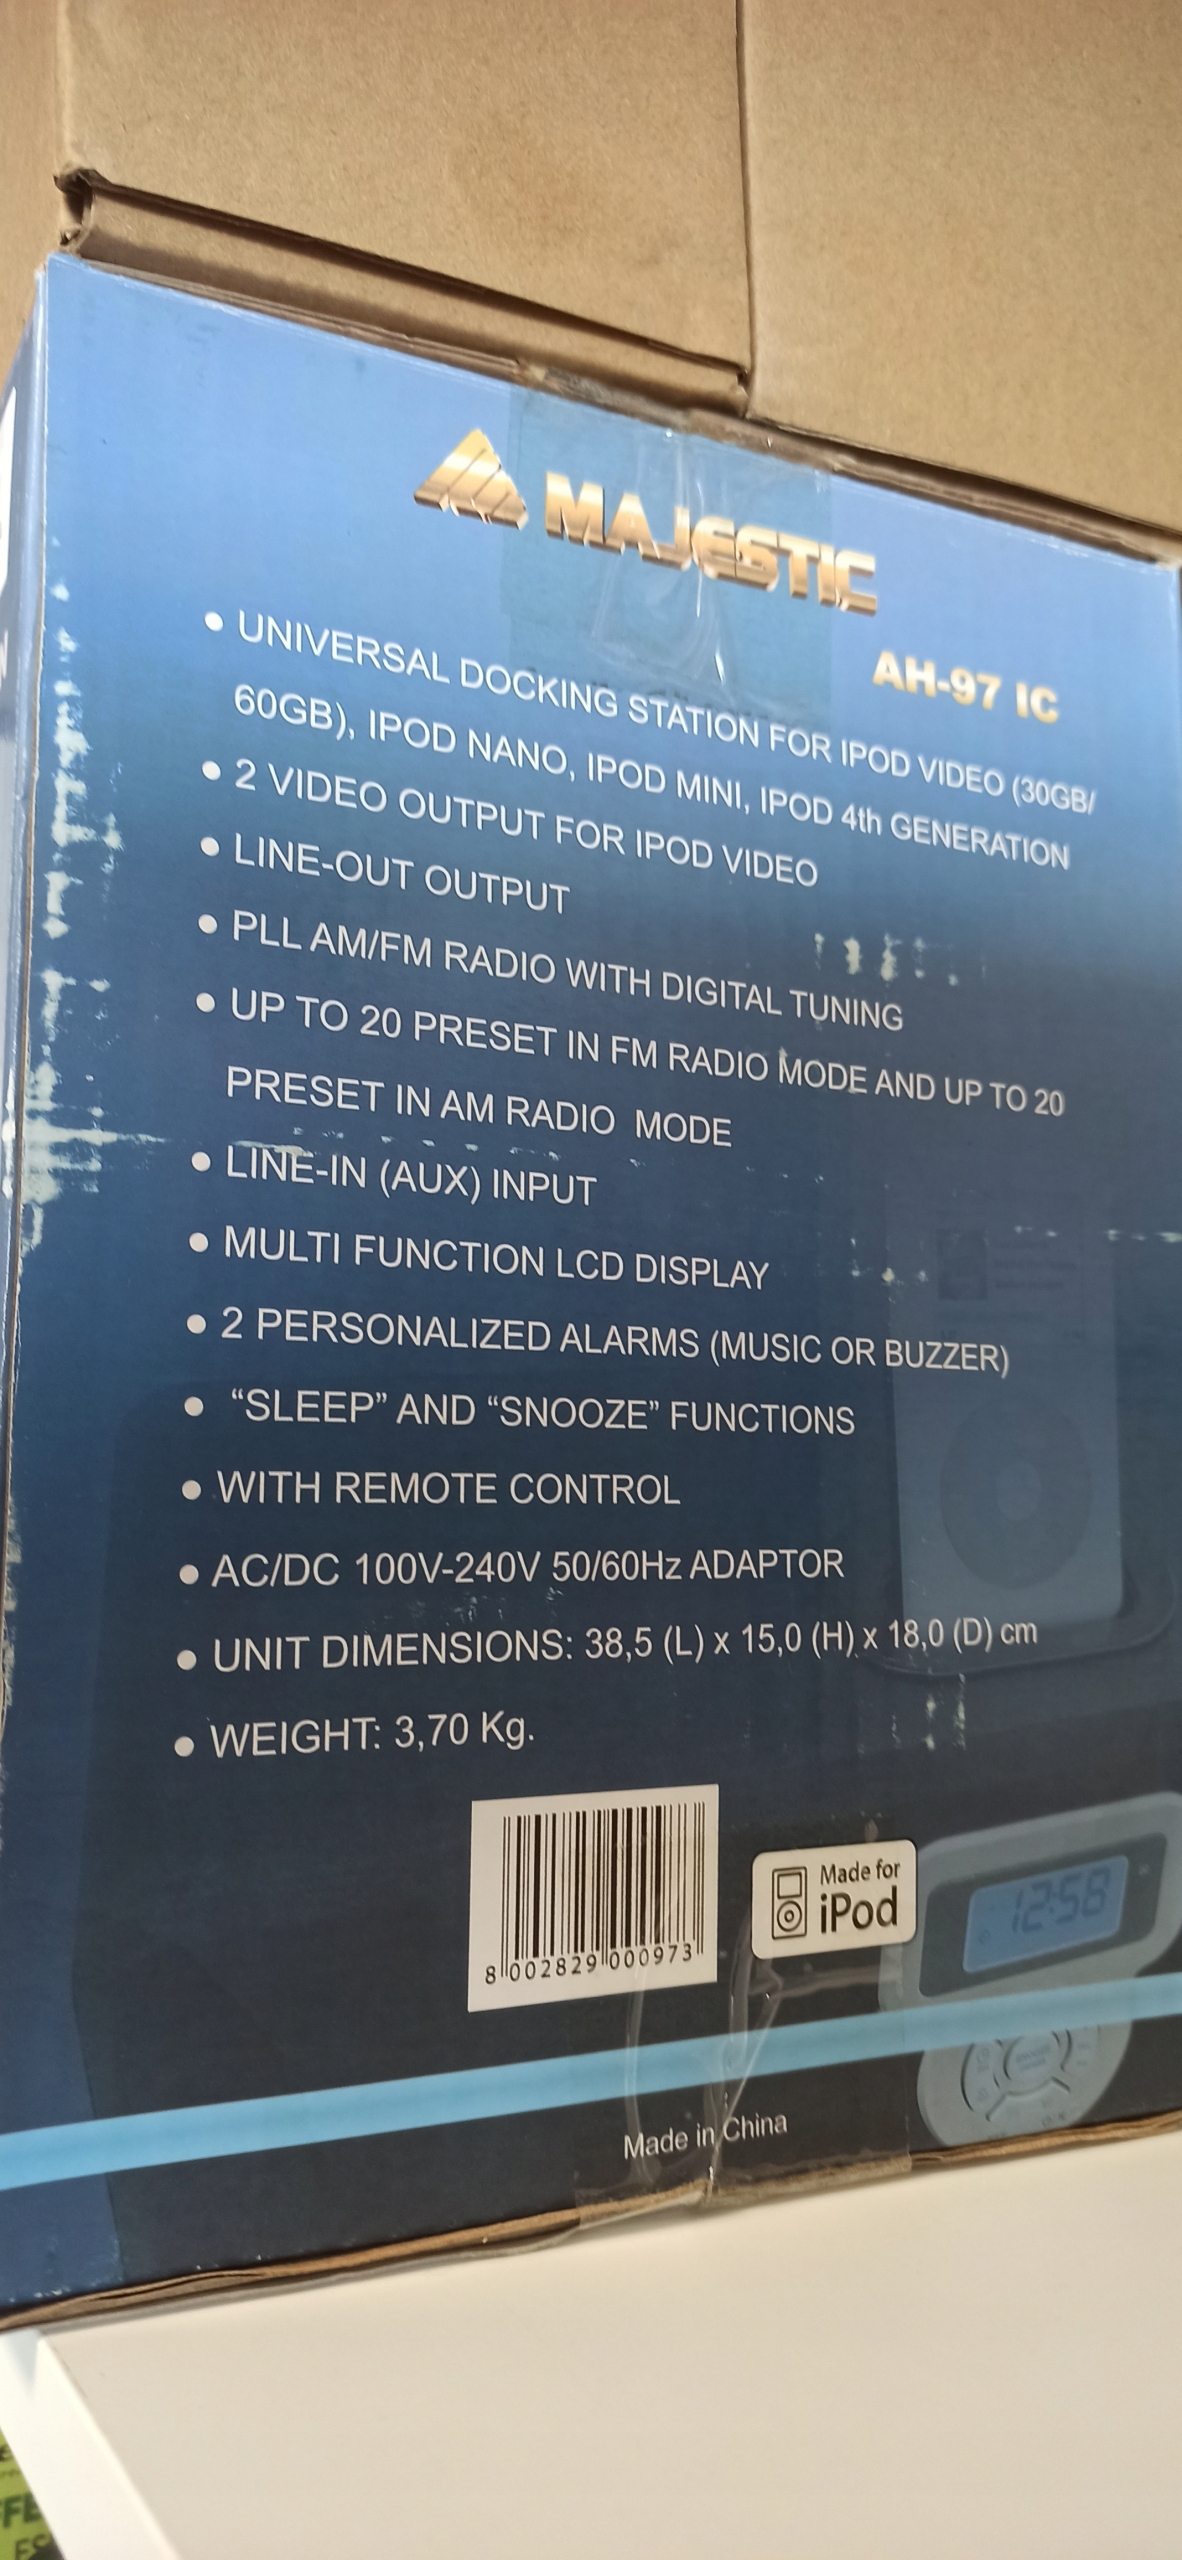 MAJESTIC
AH-97 IC
● UNIVERSAL DOCKING STATION FOR IPOD VIDEO (30GB/
60GB), IPOD NANO, IPOD MINI, IPOD 4th GENERATION
● 2 VIDEO OUTPUT FOR IPOD VIDEO
● LINE-OUT OUTPUT
● PLL AM/FM RADIO WITH DIGITAL TUNING
● UP TO 20 PRESET IN FM RADIO MODE AND UP TO 20
PRESET IN AM RADIO MODE
● LINE-IN (AUX) INPUT
● MULTI FUNCTION LCD DISPLAY
● 2 PERSONALIZED ALARMS (MUSIC OR BUZZER)
● “SLEEP” AND “SNOOZE” FUNCTIONS
● WITH REMOTE CONTROL
● AC/DC 100V-240V 50/60Hz ADAPTOR
● UNIT DIMENSIONS: 38,5 (L) x 15,0 (H) x 18,0 (D) cm
● WEIGHT: 3,70 Kg.
8 002829 000973
Made for
iPod
12:58
Made in China